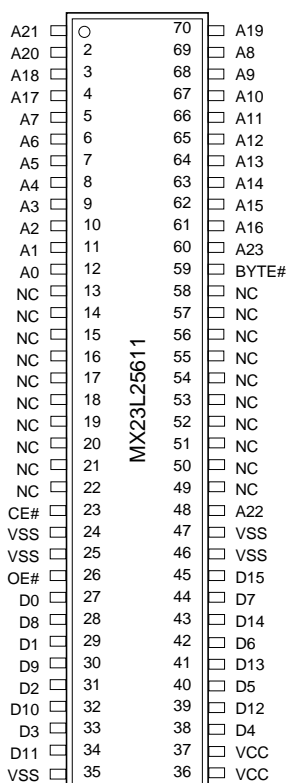 A21 70 A19
A20 2 69 A8
A18 3 68 A9
A17 4 67 A10
A7 5 66 A11
A6 6 65 A12
A5 7 64 A13
A4 8 63 A14
A3 9 62 A15
A2 10 61 A16
A1 11 60 A23
A0 12 59 BYTE#
NC 13 58 NC
NC 14 57 NC
NC 15 56 NC
NC 16 55 NC
NC 17 54 NC
NC 18 53 NC
NC 19 52 NC
NC 20 51 NC
NC 21 50 NC
NC 22 49 NC
CE# 23 48 A22
VSS 24 47 VSS
VSS 25 46 VSS
OE# 26 45 D15
D0 27 44 D7
D8 28 43 D14
D1 29 42 D6
D9 30 41 D13
D2 31 40 D5
D10 32 39 D12
D3 33 38 D4
D11 34 37 VCC
VSS 35 36 VCC
MX23L25611